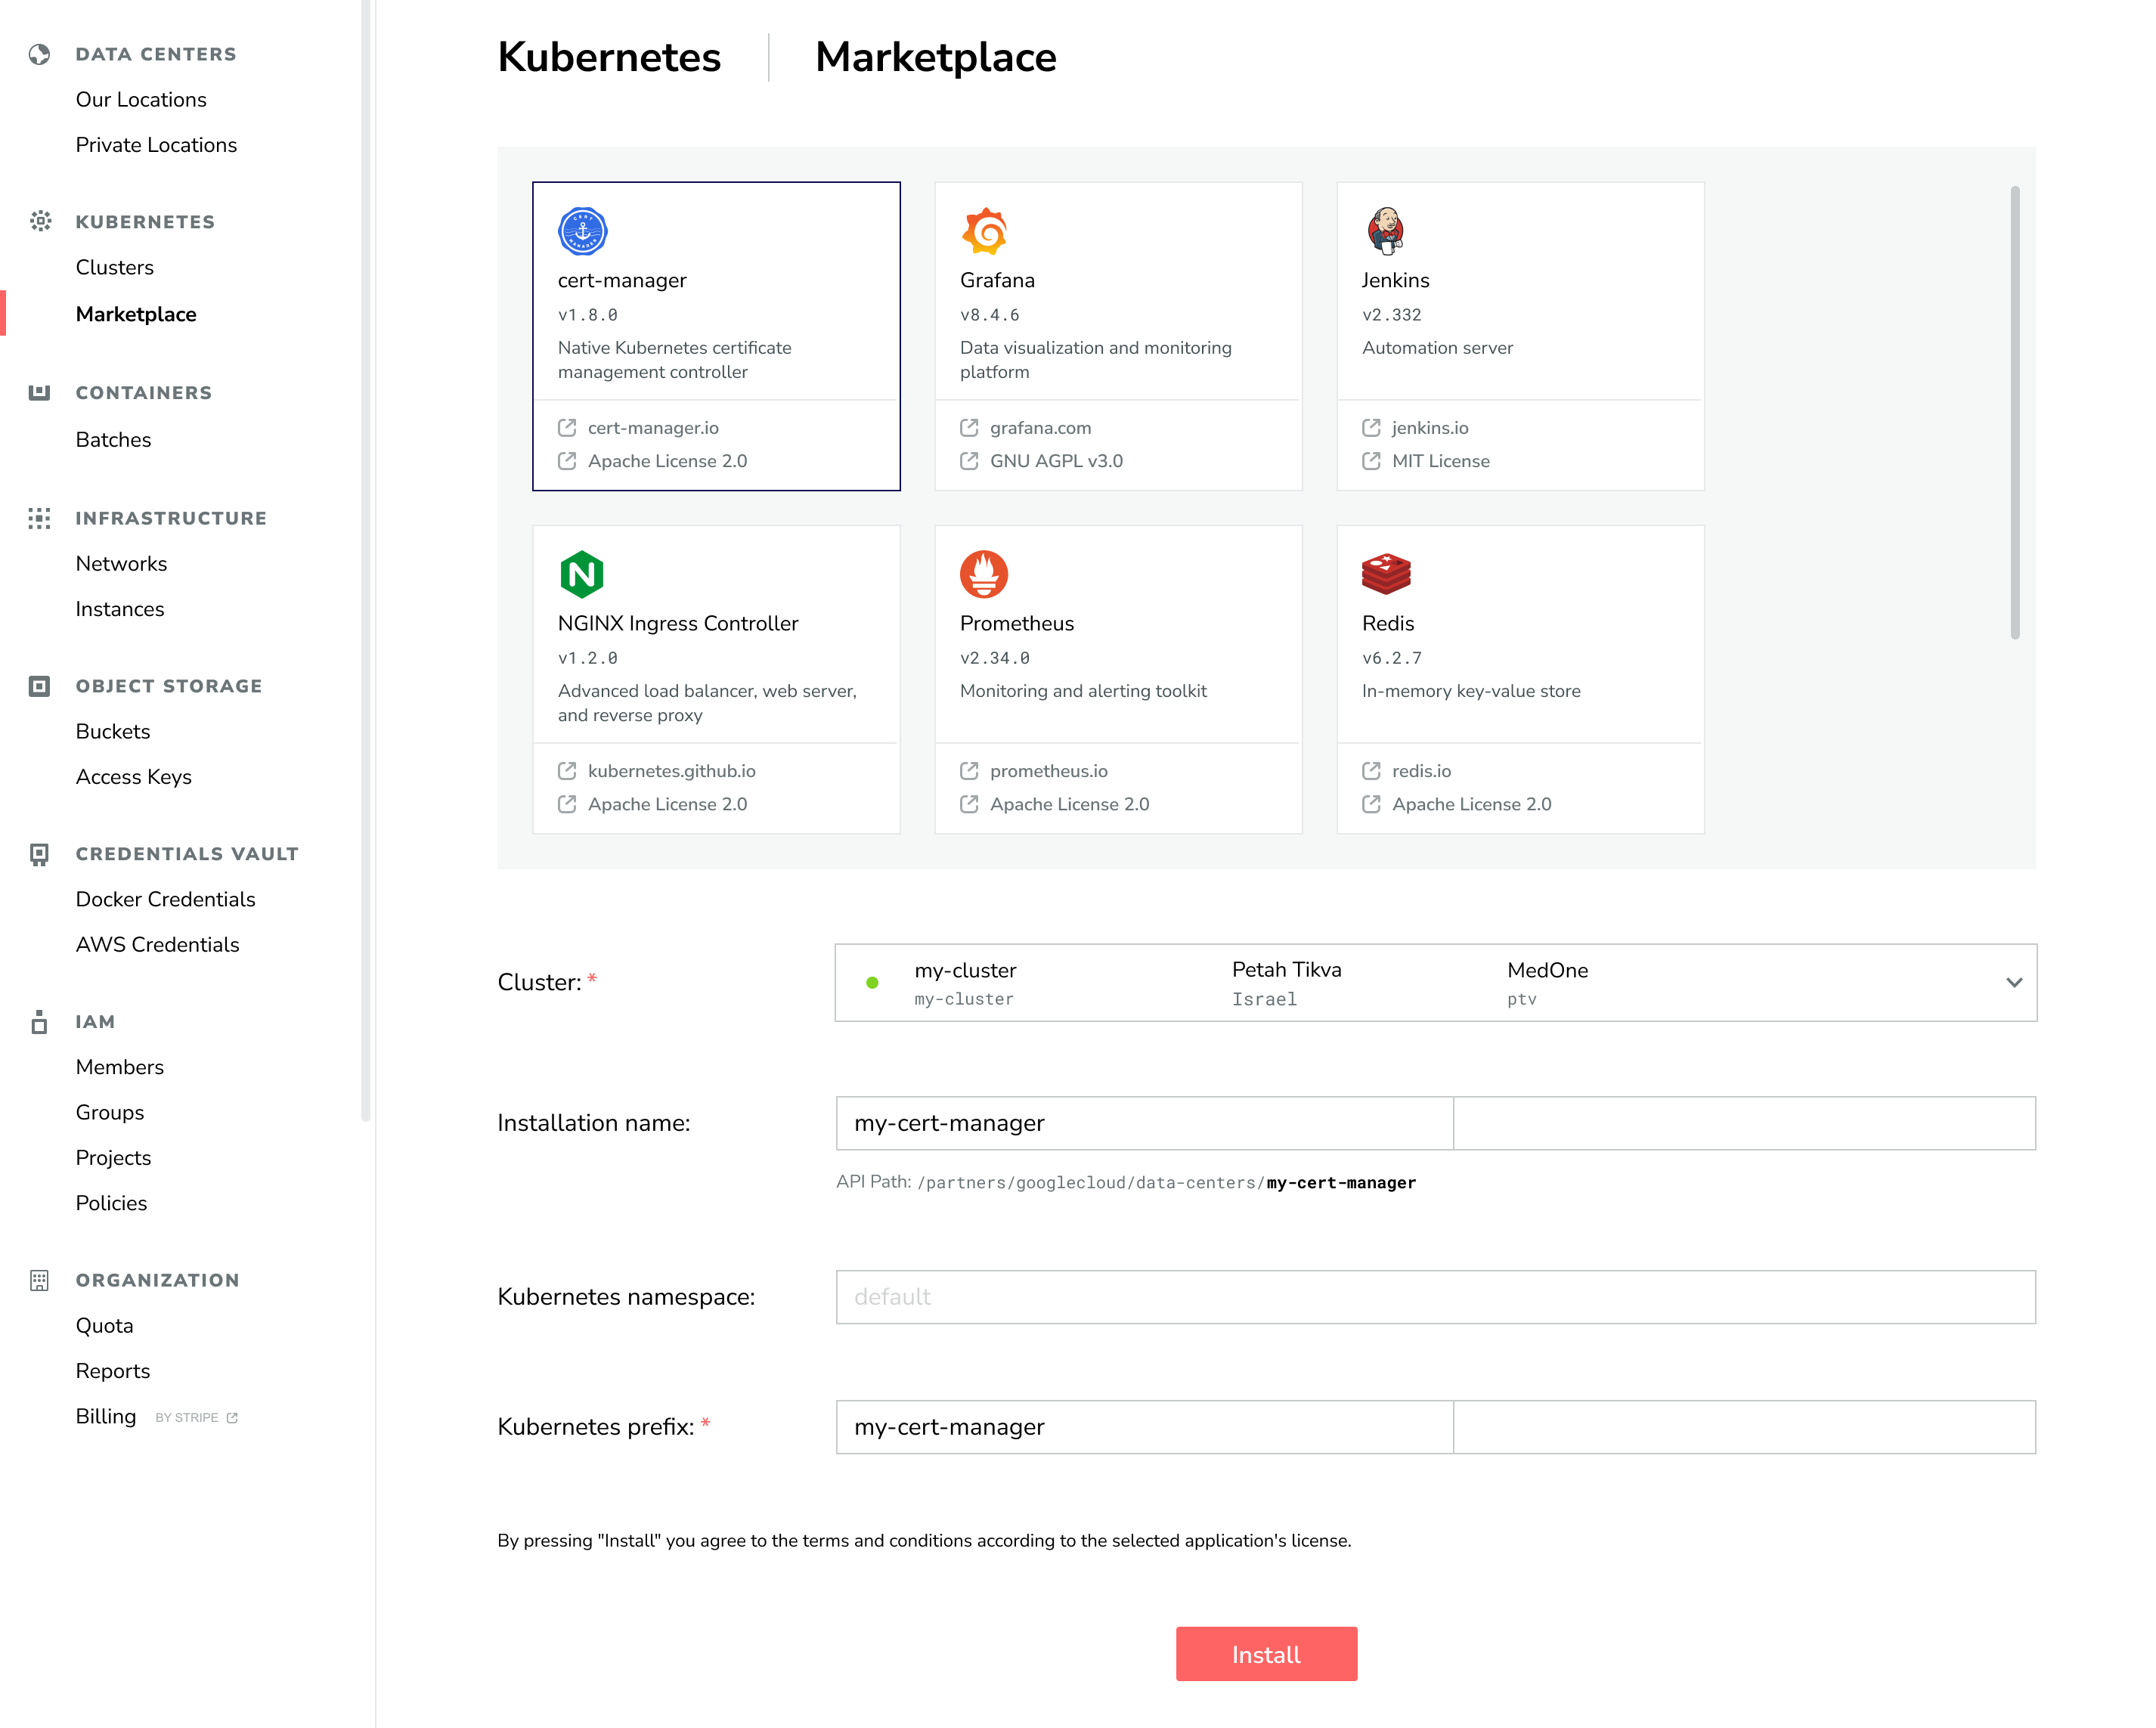 DATA CENTERS
Our Locations
Private Locations
KUBERNETES
Clusters
Marketplace
CONTAINERS
Batches
INFRASTRUCTURE
Networks
Instances
OBJECT STORAGE
Buckets
Access Keys
CREDENTIALS VAULT
Docker Credentials
AWS Credentials
IAM
Members
Groups
Projects
Policies
ORGANIZATION
Quota
Reports
Billing BY STRIPE
Kubernetes Marketplace
CERT
MANAGER
cert-manager
v1.8.0
Native Kubernetes certificate
management controller
cert-manager.io
Apache License 2.0
Grafana
v8.4.6
Data visualization and monitoring
platform
grafana.com
GNU AGPL v3.0
Jenkins
v2.332
Automation server
jenkins.io
MIT License
N
NGINX Ingress Controller
v1.2.0
Advanced load balancer, web server,
and reverse proxy
kubernetes.github.io
Apache License 2.0
Prometheus
v2.34.0
Monitoring and alerting toolkit
prometheus.io
Apache License 2.0
Redis
v6.2.7
In-memory key-value store
redis.io
Apache License 2.0
Cluster: *
my-cluster Petah Tikva MedOne
my-cluster Israel ptv
Installation name: my-cert-manager
API Path: /partners/googlecloud/data-centers/my-cert-manager
Kubernetes namespace: default
Kubernetes prefix: * my-cert-manager
By pressing "Install" you agree to the terms and conditions according to the selected application's license.
Install